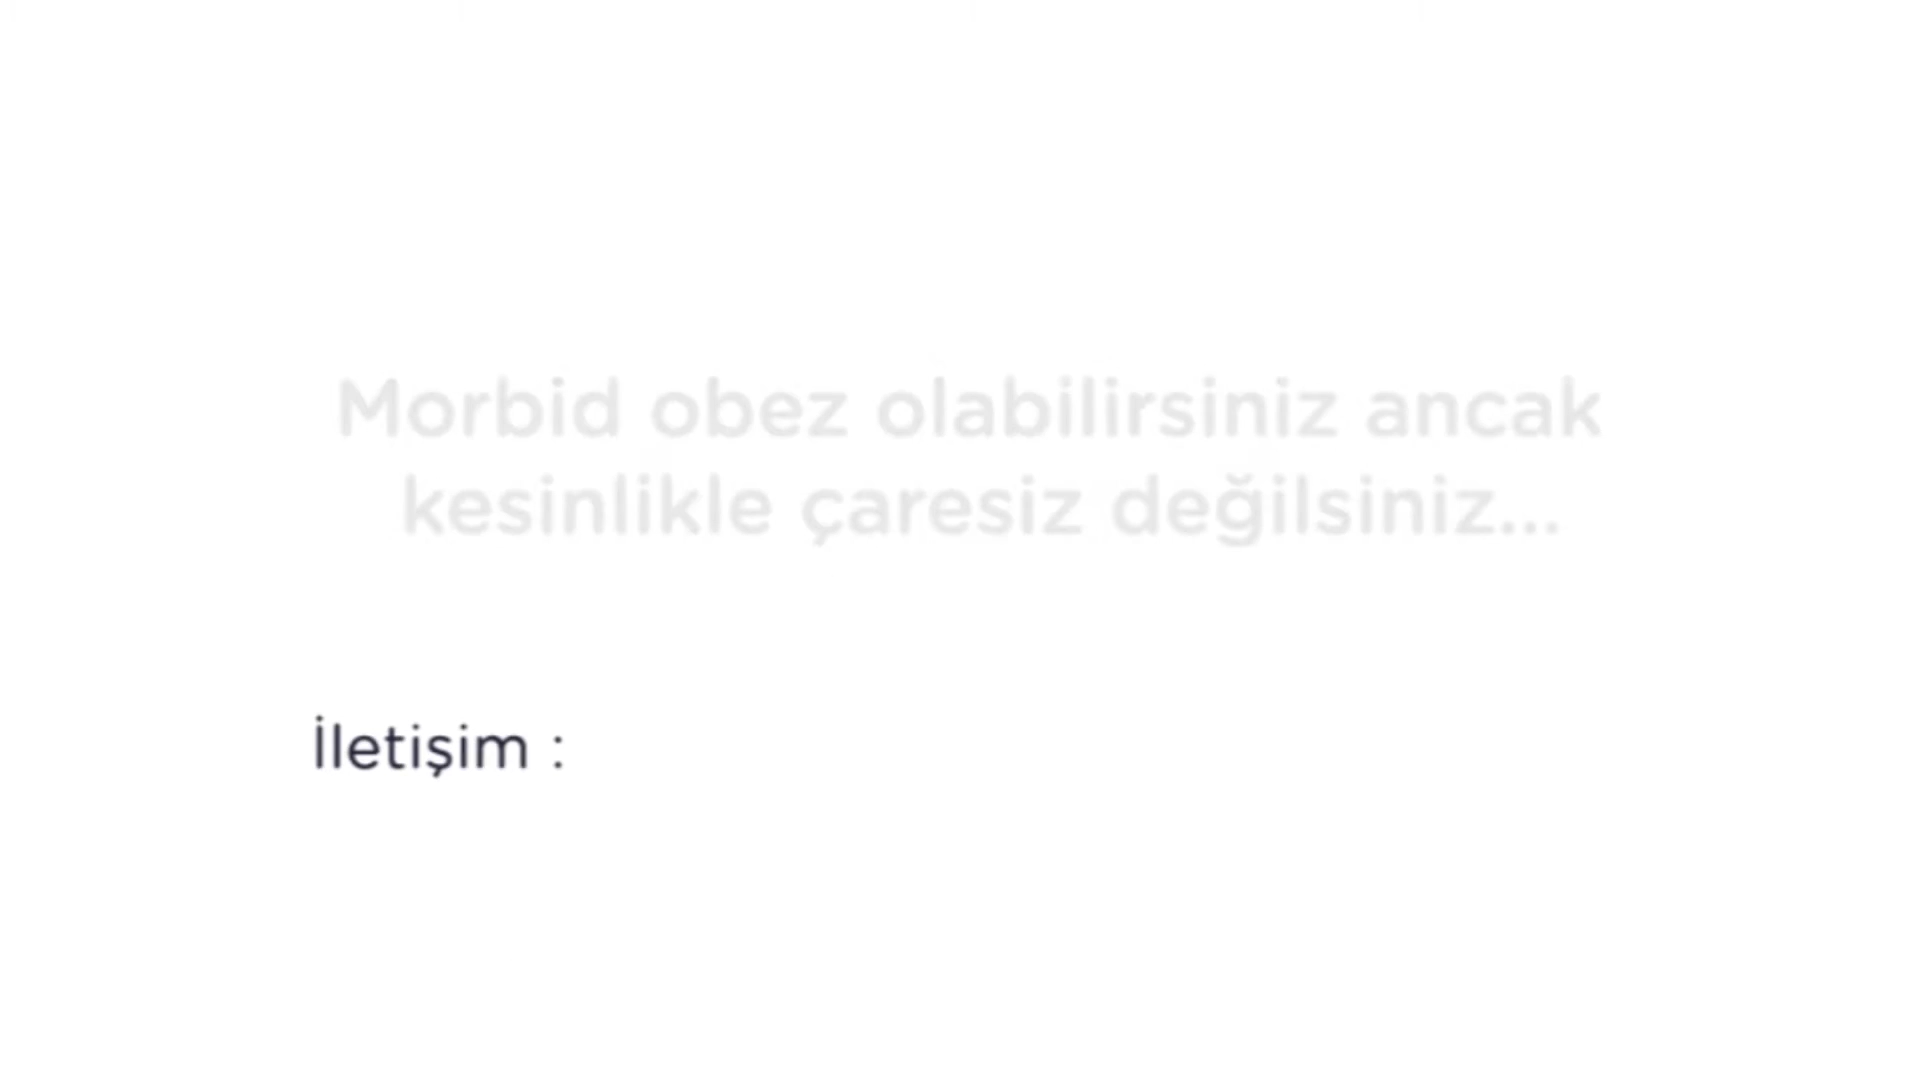 Morbid obez olabilirsiniz ancak
kesinlikle çaresiz değilsiniz...
İletişim :